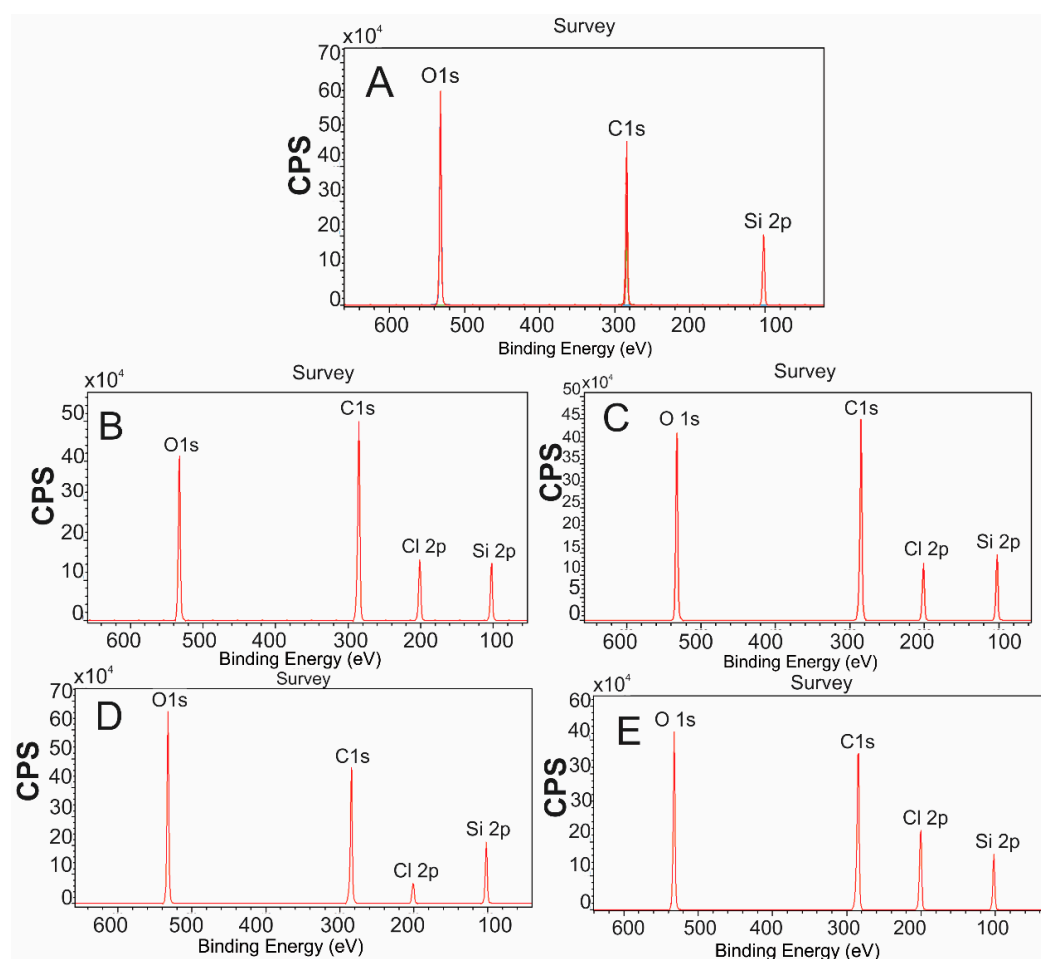 Survey
x10⁴
70
60
50
40
30
20
10
0
CPS
A
O1s
C1s
Si 2p
600 500 400 300 200 100
Binding Energy (eV)
Survey
x10⁴
50
40
30
20
10
0
CPS
B
O1s
C1s
Cl 2p
Si 2p
600 500 300 200 100
Binding Energy (eV)
Survey
x10⁴
50
45
40
35
30
25
20
15
10
5
0
CPS
C
O 1s
C1s
Cl 2p
Si 2p
600 500 400 300 200 100
Binding Energy (eV)
Survey
x10⁴
70
60
50
40
30
20
10
0
CPS
D
O1s
C1s
Cl 2p
Si 2p
600 500 400 300 200 100
Binding Energy (eV)
Survey
x10⁴
40
30
30
20
10
0
CPS
E
O 1s
C1s
Cl 2p
Si 2p
600 500 400 300 200 100
Binding Energy (eV)